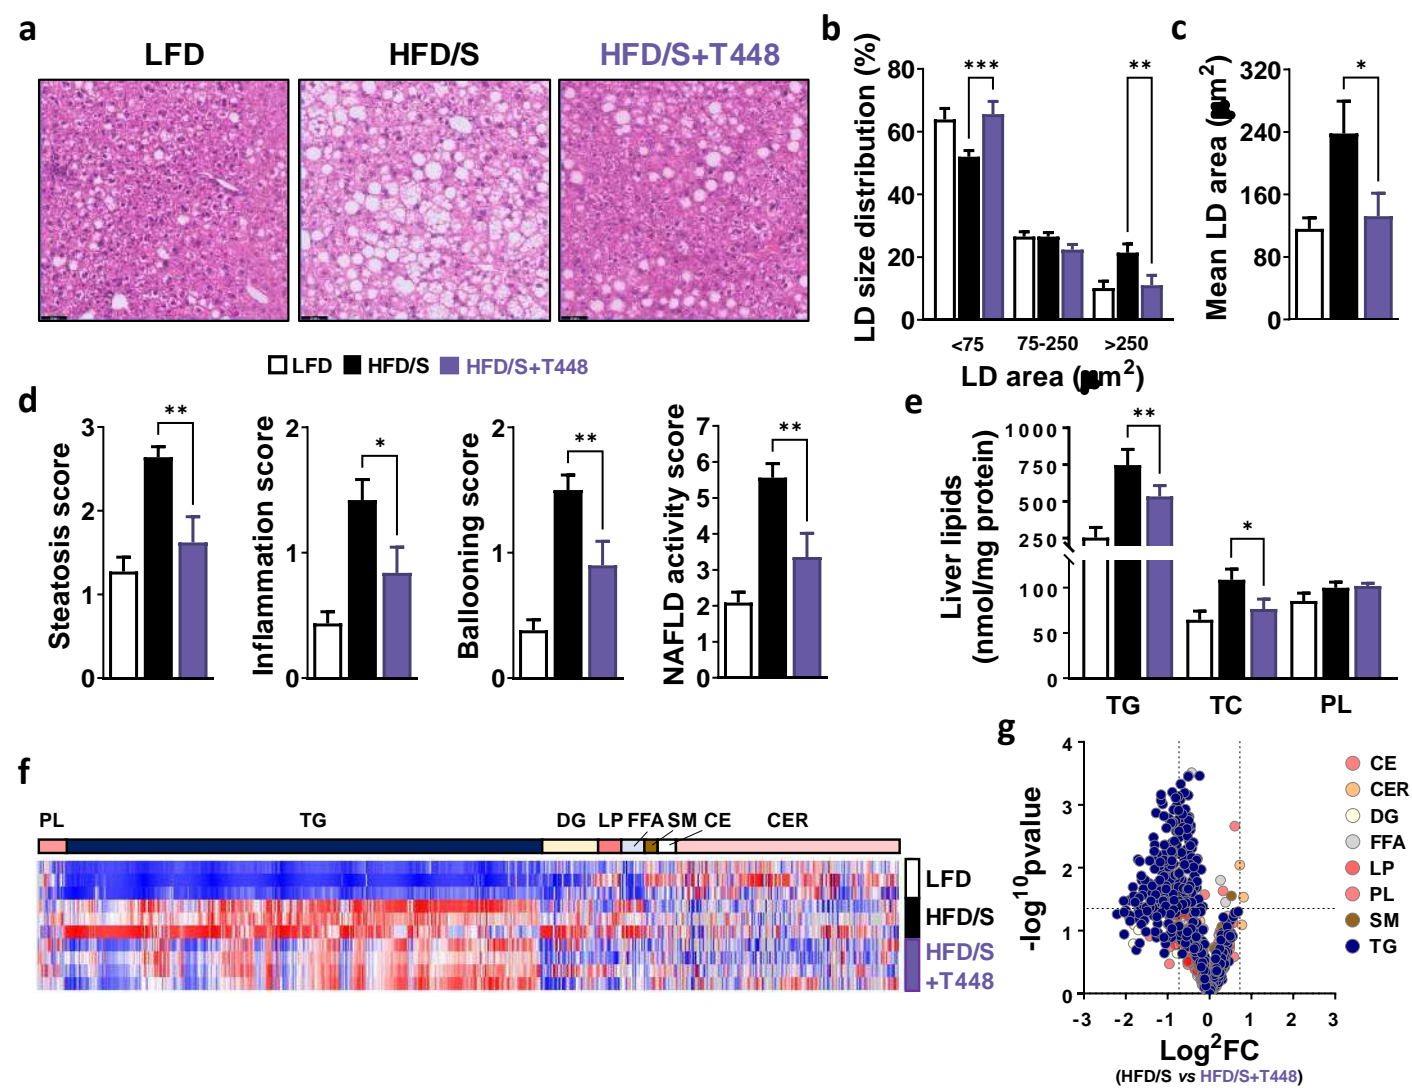 a
LFD
HFD/S
HFD/S+T448
LFD HFD/S HFD/S+T448
b
LD size distribution (%)
80
60
40
20
0
***
**
<75
75-250
>250
LD area (μm2)
c
Mean LD area (μm2)
320
240
160
80
0
*
d
Steatosis score
3
2
1
0
**
Inflammation score
2
1
0
*
Ballooning score
2
1
0
**
NAFLD activity score
7
6
5
4
3
2
1
0
**
e
Liver lipids
(nmol/mg protein)
1000
750
500
250
100
50
0
**
*
TG
TC
PL
f
PL TG DG LP FFA SM CE CER
LFD
HFD/S
HFD/S
+T448
g
-log10pvalue
4
3
2
1
0
-3 -2 -1 0 1 2 3
Log2FC
(HFD/S vs HFD/S+T448)
CE
CER
DG
FFA
LP
PL
SM
TG